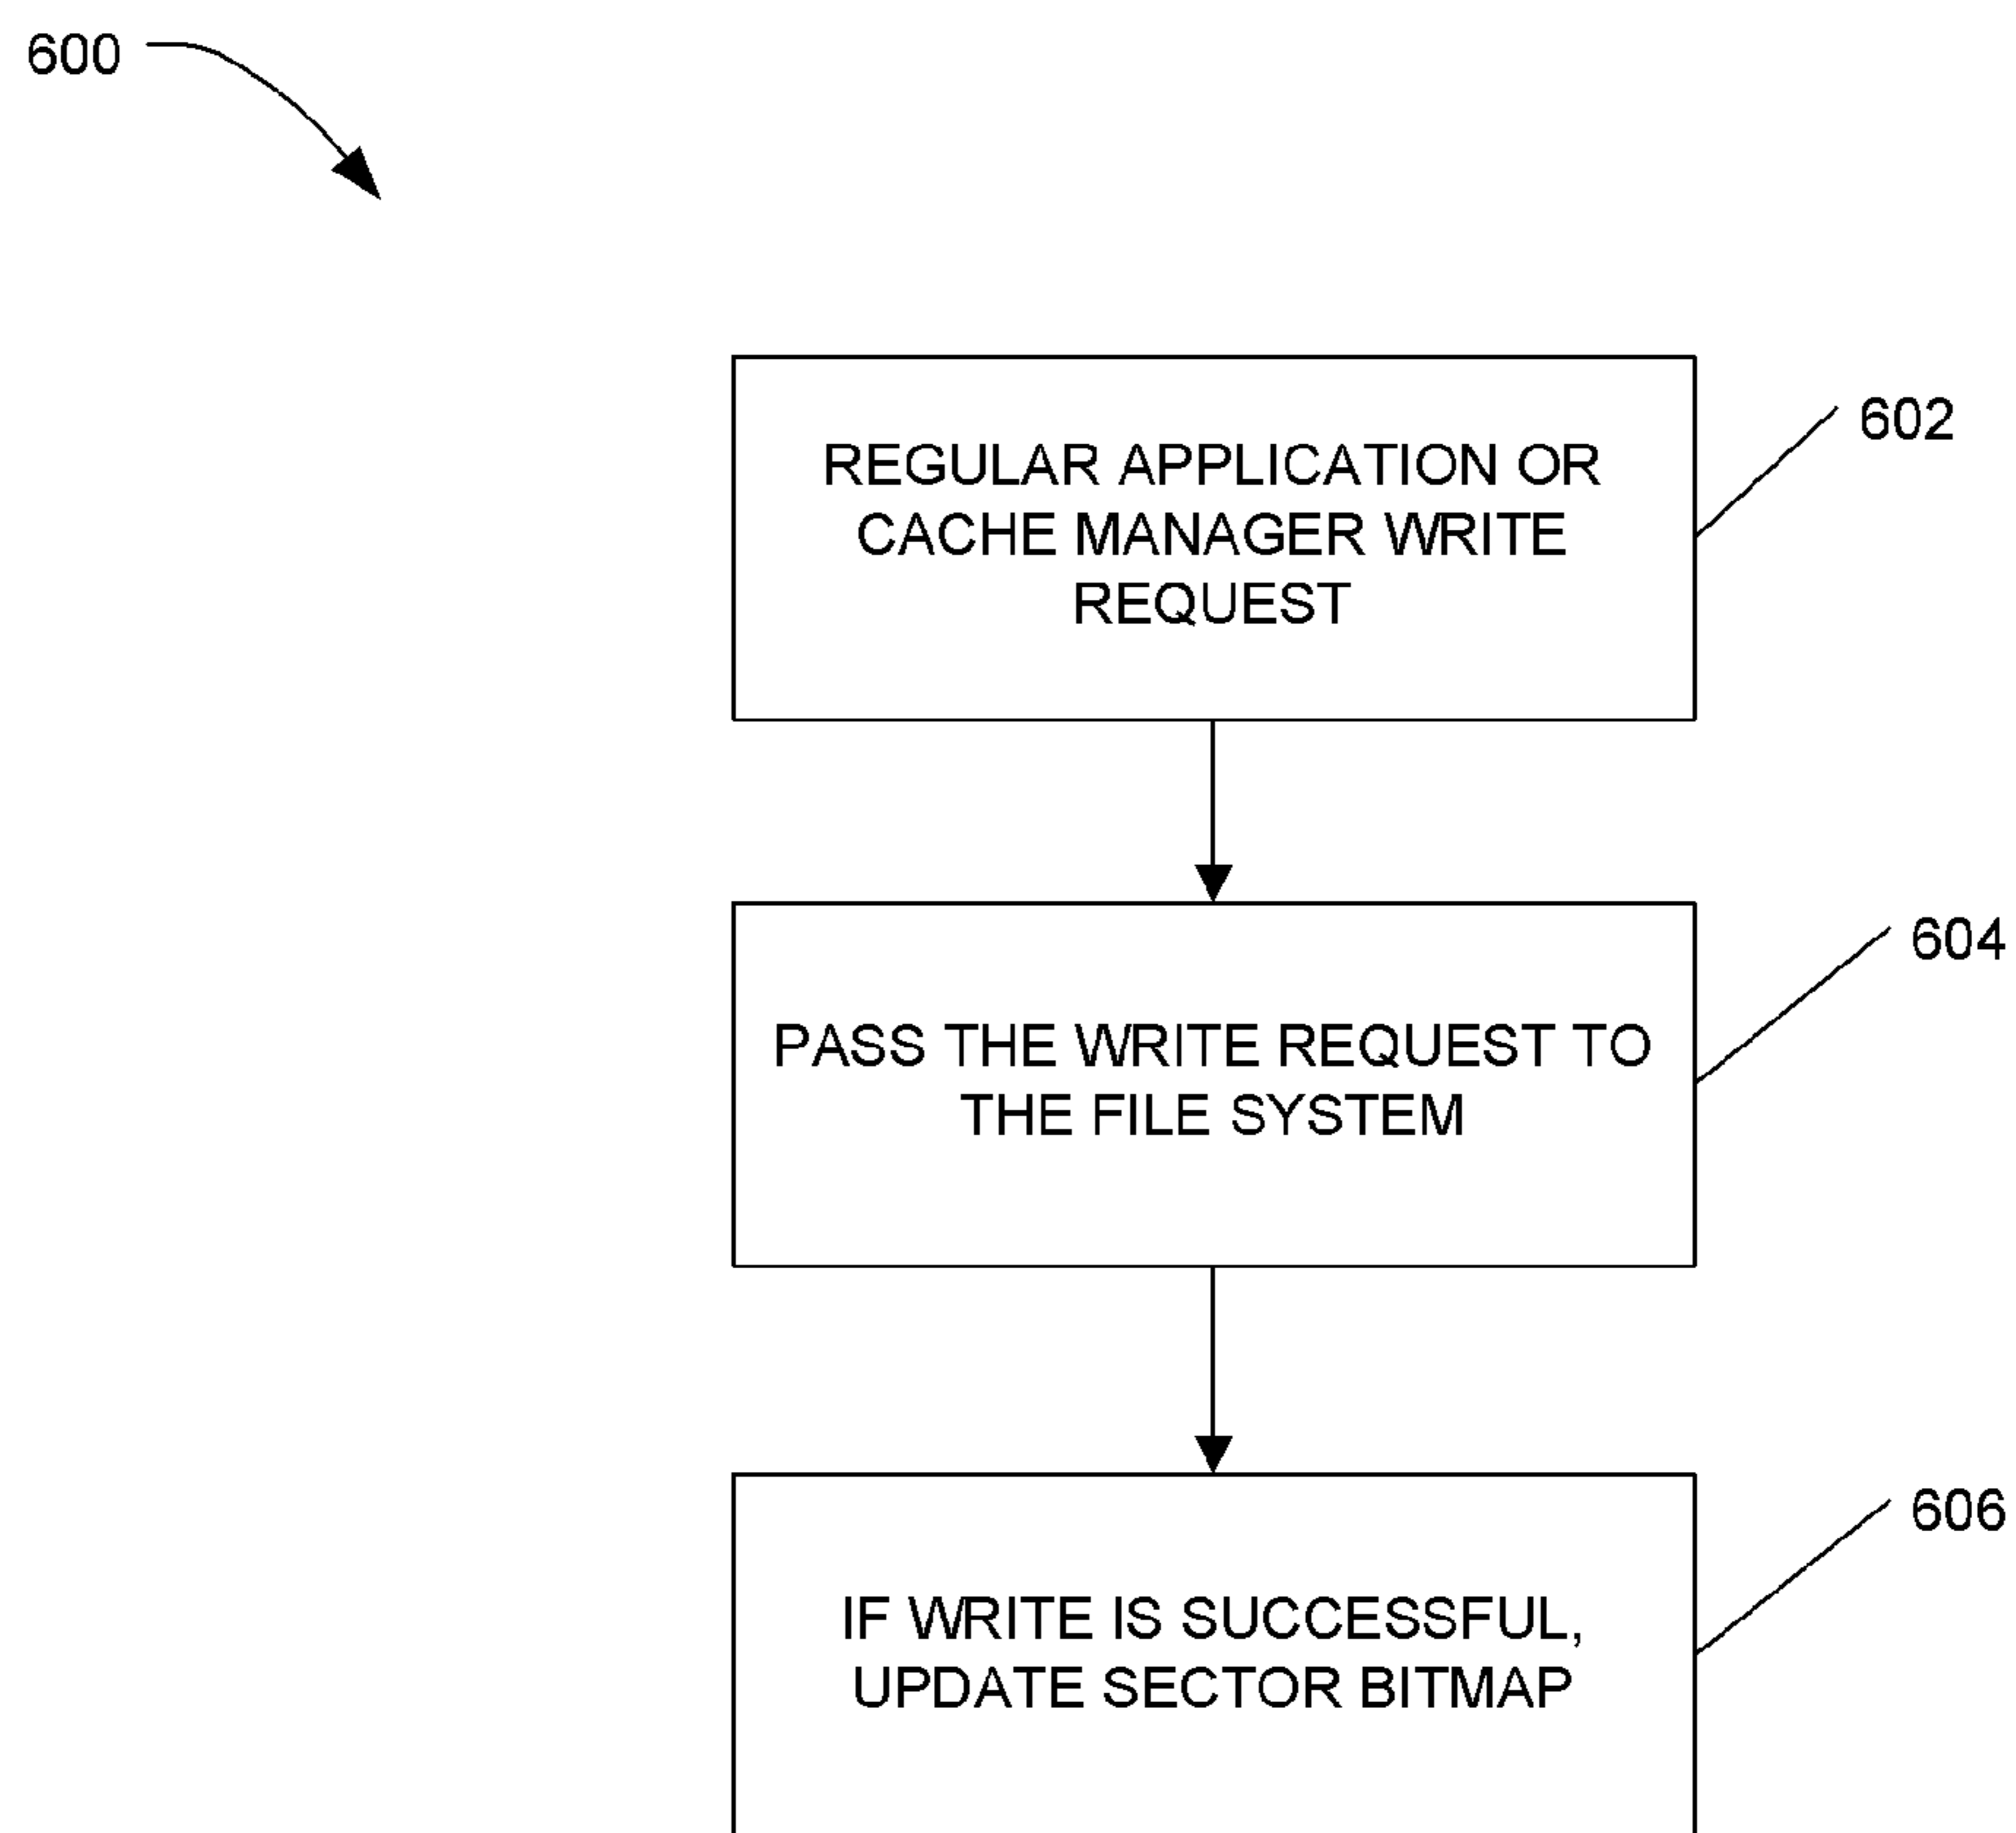 600
REGULAR APPLICATION OR
CACHE MANAGER WRITE
REQUEST
602
PASS THE WRITE REQUEST TO
THE FILE SYSTEM
604
IF WRITE IS SUCCESSFUL,
UPDATE SECTOR BITMAP
606